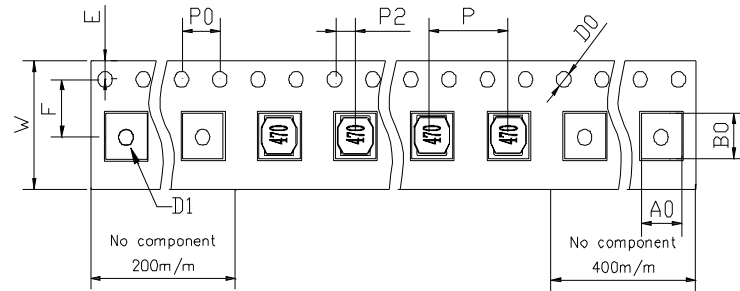 E
P0
P2
P
D0
F
W
470
470
470
470
B0
D1
A0
No component
200m/m
No component
400m/m